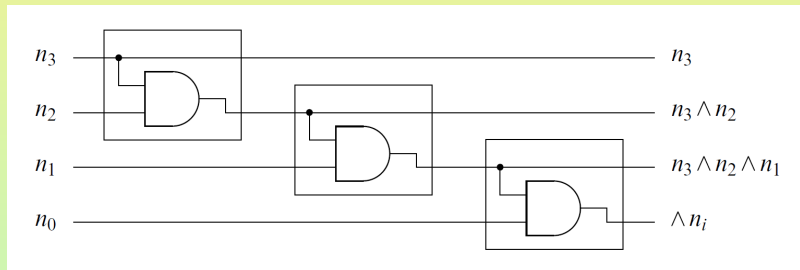 n₃ n₃
n₂ n₃ ∧ n₂
n₁ n₃ ∧ n₂ ∧ n₁
n₀ ∧ nᵢ